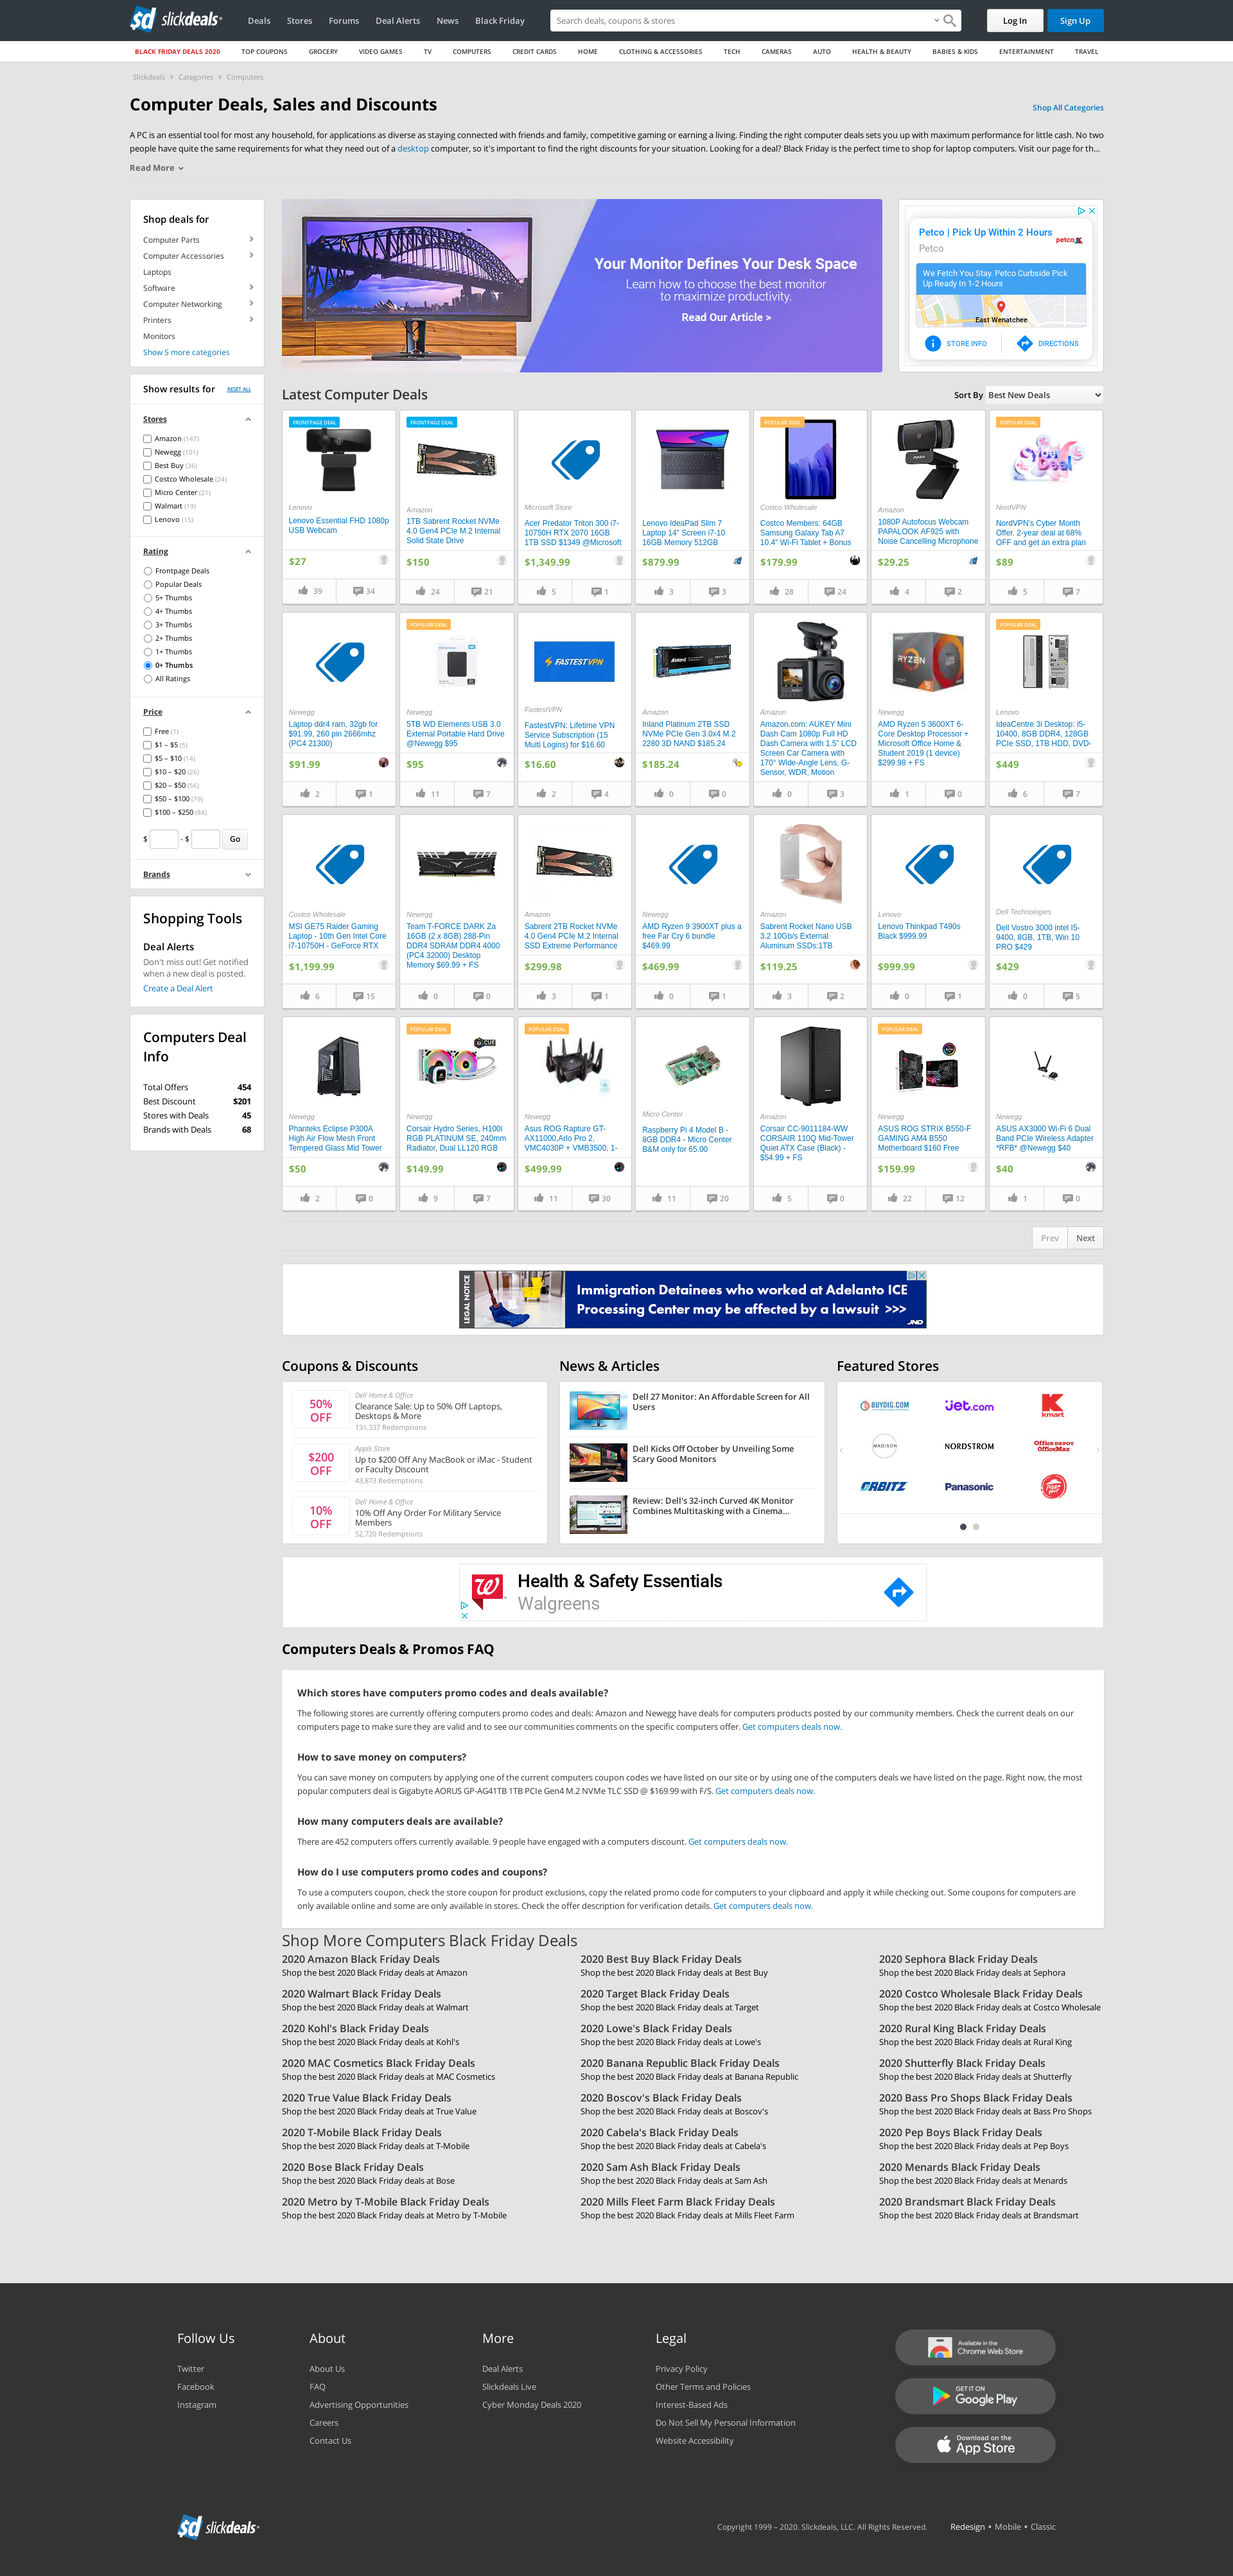 slickdeals
Deals
Stores
Forums
Deal Alerts
News
Black Friday
Search deals, coupons & stores
Log In
Sign Up
BLACK FRIDAY DEALS 2020
TOP COUPONS
GROCERY
VIDEO GAMES
TV
COMPUTERS
CREDIT CARDS
HOME
CLOTHING & ACCESSORIES
TECH
CAMERAS
AUTO
HEALTH & BEAUTY
BABIES & KIDS
ENTERTAINMENT
TRAVEL
Slickdeals › Categories › Computers
Computer Deals, Sales and Discounts
Shop All Categories
A PC is an essential tool for most any household, for applications as diverse as staying connected with friends and family, competitive gaming or earning a living. Finding the right computer deals sets you up with maximum performance for little cash. No two
people have quite the same requirements for what they need out of a desktop computer, so it's important to find the right discounts for your situation. Looking for a deal? Black Friday is the perfect time to shop for laptop computers. Visit our page for th...
Read More
Shop deals for
Computer Parts
Computer Accessories
Laptops
Software
Computer Networking
Printers
Monitors
Show 5 more categories
Show results for
RESET ALL
Stores
Amazon (147)
Newegg (101)
Best Buy (36)
Costco Wholesale (24)
Micro Center (21)
Walmart (19)
Lenovo (15)
Rating
Frontpage Deals
Popular Deals
5+ Thumbs
4+ Thumbs
3+ Thumbs
2+ Thumbs
1+ Thumbs
0+ Thumbs
All Ratings
Price
Free (1)
$1 – $5 (5)
$5 – $10 (14)
$10 – $20 (26)
$20 – $50 (56)
$50 – $100 (79)
$100 – $250 (84)
$ - $ Go
Brands
Shopping Tools
Deal Alerts
Don't miss out! Get notified
when a new deal is posted.
Create a Deal Alert
Computers Deal
Info
Total Offers 454
Best Discount $201
Stores with Deals 45
Brands with Deals 68
Your Monitor Defines Your Desk Space
Learn how to choose the best monitor
to maximize productivity.
Read Our Article >
Petco | Pick Up Within 2 Hours
Petco
petco
We Fetch You Stay. Petco Curbside Pick
Up Ready In 1-2 Hours
East Wenatchee
STORE INFO
DIRECTIONS
Latest Computer Deals
Sort By Best New Deals
FRONTPAGE DEAL
Lenovo
Lenovo Essential FHD 1080p
USB Webcam
$27
39
34
FRONTPAGE DEAL
Amazon
1TB Sabrent Rocket NVMe
4.0 Gen4 PCIe M.2 Internal
Solid State Drive
$150
24
21
Microsoft Store
Acer Predator Triton 300 i7-
10750H RTX 2070 16GB
1TB SSD $1349 @Microsoft
$1,349.99
5
1
Lenovo IdeaPad Slim 7
Laptop 14" Screen i7-10
16GB Memory 512GB
$879.99
3
3
POPULAR DEAL
Costco Wholesale
Costco Members: 64GB
Samsung Galaxy Tab A7
10.4" Wi-Fi Tablet + Bonus
$179.99
28
24
Amazon
1080P Autofocus Webcam
PAPALOOK AF925 with
Noise Cancelling Microphone
$29.25
4
2
POPULAR DEAL
Cyber Deal
NordVPN
NordVPN's Cyber Month
Offer. 2-year deal at 68%
OFF and get an extra plan
$89
5
7
Newegg
Laptop ddr4 ram, 32gb for
$91.99, 260 pin 2666mhz
(PC4 21300)
$91.99
2
1
POPULAR DEAL
Newegg
5TB WD Elements USB 3.0
External Portable Hard Drive
@Newegg $95
$95
11
7
FASTESTVPN
FastestVPN
FastestVPN: Lifetime VPN
Service Subscription (15
Multi Logins) for $16.60
$16.60
2
4
Amazon
Inland Platinum 2TB SSD
NVMe PCIe Gen 3.0x4 M.2
2280 3D NAND $185.24
$185.24
0
0
Amazon
Amazon.com: AUKEY Mini
Dash Cam 1080p Full HD
Dash Camera with 1.5" LCD
Screen Car Camera with
170° Wide-Angle Lens, G-
Sensor, WDR, Motion
0
3
RYZEN
Newegg
AMD Ryzen 5 3600XT 6-
Core Desktop Processor +
Microsoft Office Home &
Student 2019 (1 device)
$299.98 + FS
1
0
POPULAR DEAL
Lenovo
IdeaCentre 3i Desktop: i5-
10400, 8GB DDR4, 128GB
PCIe SSD, 1TB HDD, DVD-
$449
6
7
Costco Wholesale
MSI GE75 Raider Gaming
Laptop - 10th Gen Intel Core
i7-10750H - GeForce RTX
$1,199.99
6
15
Newegg
Team T-FORCE DARK Za
16GB (2 x 8GB) 288-Pin
DDR4 SDRAM DDR4 4000
(PC4 32000) Desktop
Memory $69.99 + FS
0
0
Amazon
Sabrent 2TB Rocket NVMe
4.0 Gen4 PCIe M.2 Internal
SSD Extreme Performance
$299.98
3
1
Newegg
AMD Ryzen 9 3900XT plus a
free Far Cry 6 bundle
$469.99
$469.99
0
1
Amazon
Sabrent Rocket Nano USB
3.2 10Gb/s External
Aluminum SSDs:1TB
$119.25
3
2
Lenovo
Lenovo Thinkpad T490s
Black $999.99
$999.99
0
1
Dell Technologies
Dell Vostro 3000 intel I5-
9400, 8GB, 1TB, Win 10
PRO $429
$429
0
5
Newegg
Phanteks Eclipse P300A
High Air Flow Mesh Front
Tempered Glass Mid Tower
$50
2
0
POPULAR DEAL
Newegg
Corsair Hydro Series, H100i
RGB PLATINUM SE, 240mm
Radiator, Dual LL120 RGB
$149.99
9
7
POPULAR DEAL
Newegg
Asus ROG Rapture GT-
AX11000,Arlo Pro 2,
VMC4030P + VMB3500, 1-
$499.99
11
30
Micro Center
Raspberry Pi 4 Model B -
8GB DDR4 - Micro Center
B&M only for 65.00
11
20
Amazon
Corsair CC-9011184-WW
CORSAIR 110Q Mid-Tower
Quiet ATX Case (Black) -
$54.99 + FS
5
0
POPULAR DEAL
Newegg
ASUS ROG STRIX B550-F
GAMING AM4 B550
Motherboard $160 Free
$159.99
22
12
Newegg
ASUS AX3000 Wi-Fi 6 Dual
Band PCIe Wireless Adapter
*RFB* @Newegg $40
$40
1
0
Prev
Next
LEGAL NOTICE
Immigration Detainees who worked at Adelanto ICE
Processing Center may be affected by a lawsuit >>>
JND
Coupons & Discounts
50%
OFF
Dell Home & Office
Clearance Sale: Up to 50% Off Laptops,
Desktops & More
131,337 Redemptions
$200
OFF
Apple Store
Up to $200 Off Any MacBook or iMac - Student
or Faculty Discount
43,873 Redemptions
10%
OFF
Dell Home & Office
10% Off Any Order For Military Service
Members
52,720 Redemptions
News & Articles
Dell 27 Monitor: An Affordable Screen for All
Users
Dell Kicks Off October by Unveiling Some
Scary Good Monitors
Review: Dell's 32-inch Curved 4K Monitor
Combines Multitasking with a Cinema...
Featured Stores
BUYDIG.COM
Jet.com
kmart
MADISON
NORDSTROM
Office DEPOT
OfficeMax
ORBITZ
Panasonic
Pizza Hut
Health & Safety Essentials
Walgreens
Computers Deals & Promos FAQ
Which stores have computers promo codes and deals available?
The following stores are currently offering computers promo codes and deals: Amazon and Newegg have deals for computers products posted by our community members. Check the current deals on our
computers page to make sure they are valid and to see our communities comments on the specific computers offer. Get computers deals now.
How to save money on computers?
You can save money on computers by applying one of the current computers coupon codes we have listed on our site or by using one of the computers deals we have listed on the page. Right now, the most
popular computers deal is Gigabyte AORUS GP-AG41TB 1TB PCIe Gen4 M.2 NVMe TLC SSD @ $169.99 with F/S. Get computers deals now.
How many computers deals are available?
There are 452 computers offers currently available. 9 people have engaged with a computers discount. Get computers deals now.
How do I use computers promo codes and coupons?
To use a computers coupon, check the store coupon for product exclusions, copy the related promo code for computers to your clipboard and apply it while checking out. Some coupons for computers are
only available online and some are only available in stores. Check the offer description for verification details. Get computers deals now.
Shop More Computers Black Friday Deals
2020 Amazon Black Friday Deals
Shop the best 2020 Black Friday deals at Amazon
2020 Best Buy Black Friday Deals
Shop the best 2020 Black Friday deals at Best Buy
2020 Sephora Black Friday Deals
Shop the best 2020 Black Friday deals at Sephora
2020 Walmart Black Friday Deals
Shop the best 2020 Black Friday deals at Walmart
2020 Target Black Friday Deals
Shop the best 2020 Black Friday deals at Target
2020 Costco Wholesale Black Friday Deals
Shop the best 2020 Black Friday deals at Costco Wholesale
2020 Kohl's Black Friday Deals
Shop the best 2020 Black Friday deals at Kohl's
2020 Lowe's Black Friday Deals
Shop the best 2020 Black Friday deals at Lowe's
2020 Rural King Black Friday Deals
Shop the best 2020 Black Friday deals at Rural King
2020 MAC Cosmetics Black Friday Deals
Shop the best 2020 Black Friday deals at MAC Cosmetics
2020 Banana Republic Black Friday Deals
Shop the best 2020 Black Friday deals at Banana Republic
2020 Shutterfly Black Friday Deals
Shop the best 2020 Black Friday deals at Shutterfly
2020 True Value Black Friday Deals
Shop the best 2020 Black Friday deals at True Value
2020 Boscov's Black Friday Deals
Shop the best 2020 Black Friday deals at Boscov's
2020 Bass Pro Shops Black Friday Deals
Shop the best 2020 Black Friday deals at Bass Pro Shops
2020 T-Mobile Black Friday Deals
Shop the best 2020 Black Friday deals at T-Mobile
2020 Cabela's Black Friday Deals
Shop the best 2020 Black Friday deals at Cabela's
2020 Pep Boys Black Friday Deals
Shop the best 2020 Black Friday deals at Pep Boys
2020 Bose Black Friday Deals
Shop the best 2020 Black Friday deals at Bose
2020 Sam Ash Black Friday Deals
Shop the best 2020 Black Friday deals at Sam Ash
2020 Menards Black Friday Deals
Shop the best 2020 Black Friday deals at Menards
2020 Metro by T-Mobile Black Friday Deals
Shop the best 2020 Black Friday deals at Metro by T-Mobile
2020 Mills Fleet Farm Black Friday Deals
Shop the best 2020 Black Friday deals at Mills Fleet Farm
2020 Brandsmart Black Friday Deals
Shop the best 2020 Black Friday deals at Brandsmart
Follow Us
Twitter
Facebook
Instagram
About
About Us
FAQ
Advertising Opportunities
Careers
Contact Us
More
Deal Alerts
Slickdeals Live
Cyber Monday Deals 2020
Legal
Privacy Policy
Other Terms and Policies
Interest-Based Ads
Do Not Sell My Personal Information
Website Accessibility
Available in the
Chrome Web Store
GET IT ON
Google Play
Download on the
App Store
slickdeals
Copyright 1999 – 2020. Slickdeals, LLC. All Rights Reserved.
Redesign • Mobile • Classic